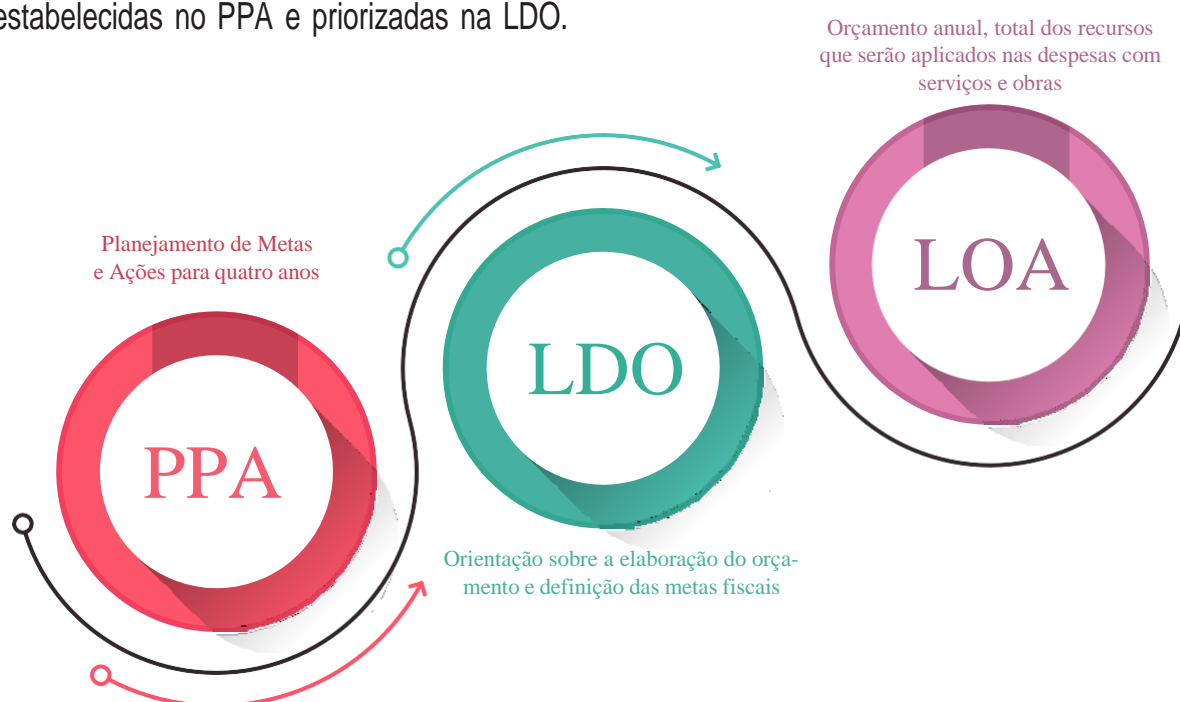 estabelecidas no PPA e priorizadas na LDO.
Orçamento anual, total dos recursos
que serão aplicados nas despesas com
serviços e obras
Planejamento de Metas
e Ações para quatro anos
LOA
LDO
PPA
Orientação sobre a elaboração do orça-
mento e definição das metas fiscais